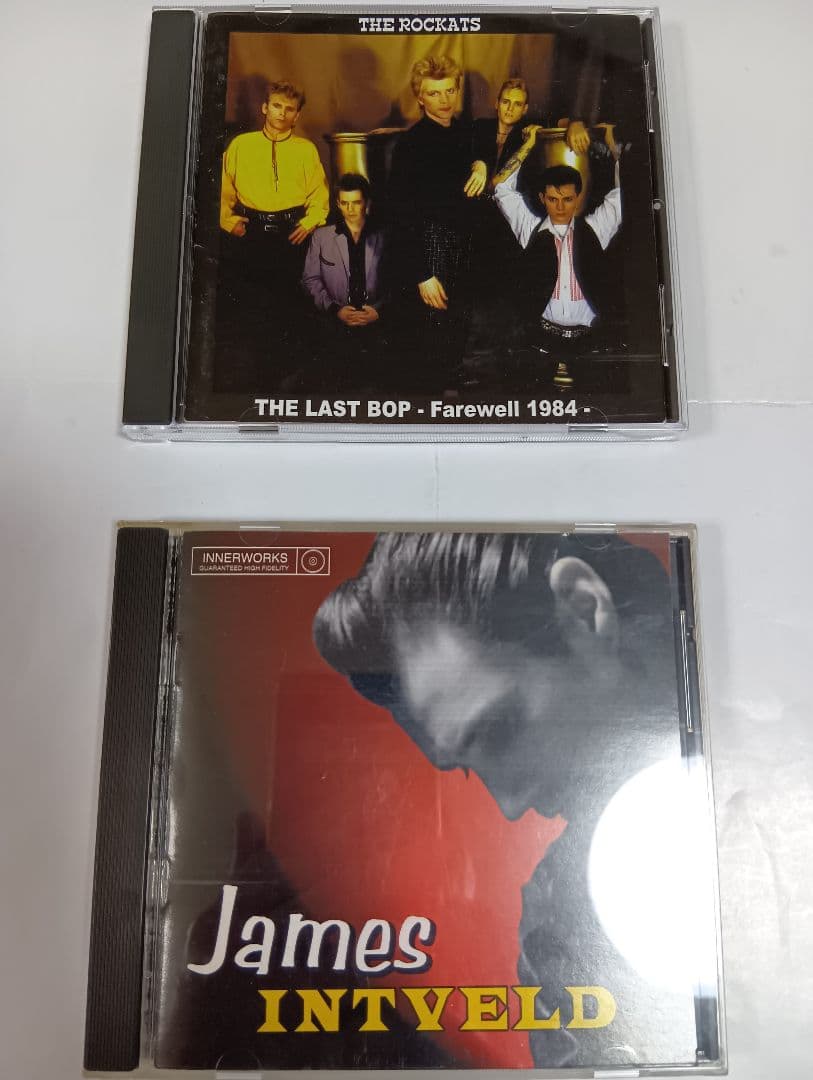 THE ROCKATS
THE LAST BOP - Farewell 1984 -
INNERWORKS
GUARANTEED HIGH FIDELITY
James
INTVELD